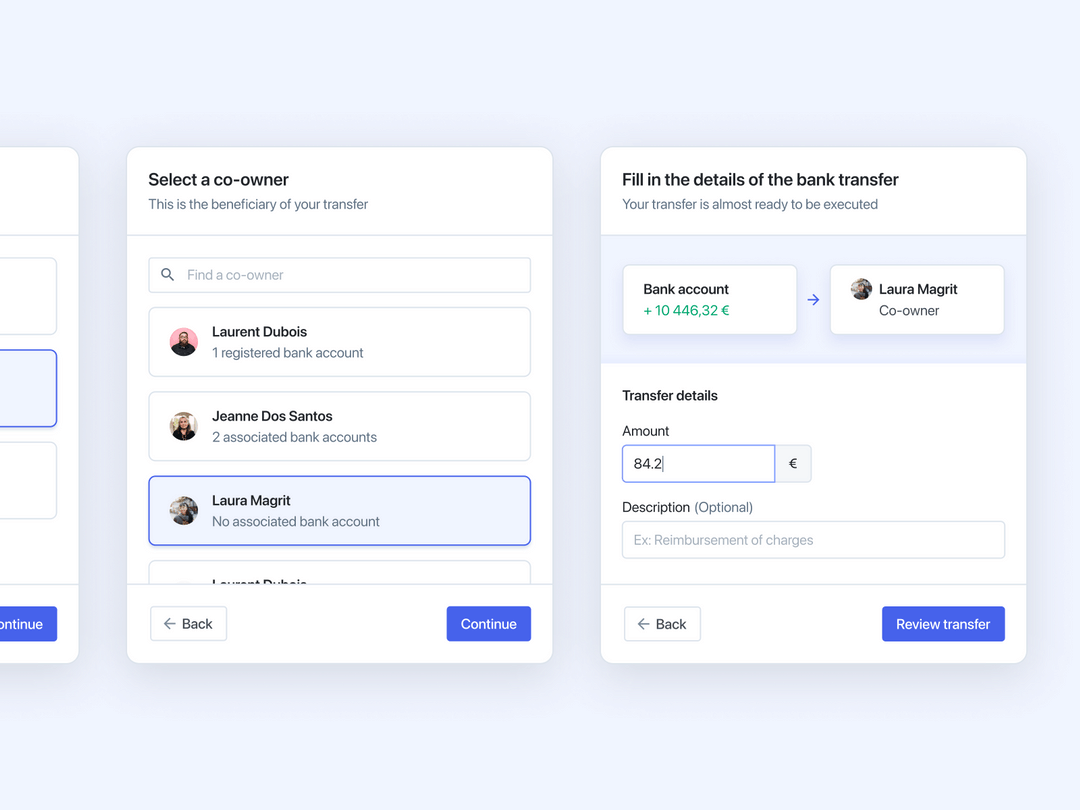 ontinue
Select a co-owner
This is the beneficiary of your transfer
Find a co-owner
Laurent Dubois
1 registered bank account
Jeanne Dos Santos
2 associated bank accounts
Laura Magrit
No associated bank account
Laurent Dubois
Back
Continue
Fill in the details of the bank transfer
Your transfer is almost ready to be executed
Bank account
+ 10 446,32 €
Laura Magrit
Co-owner
Transfer details
Amount
84.2
€
Description (Optional)
Ex: Reimbursement of charges
Back
Review transfer